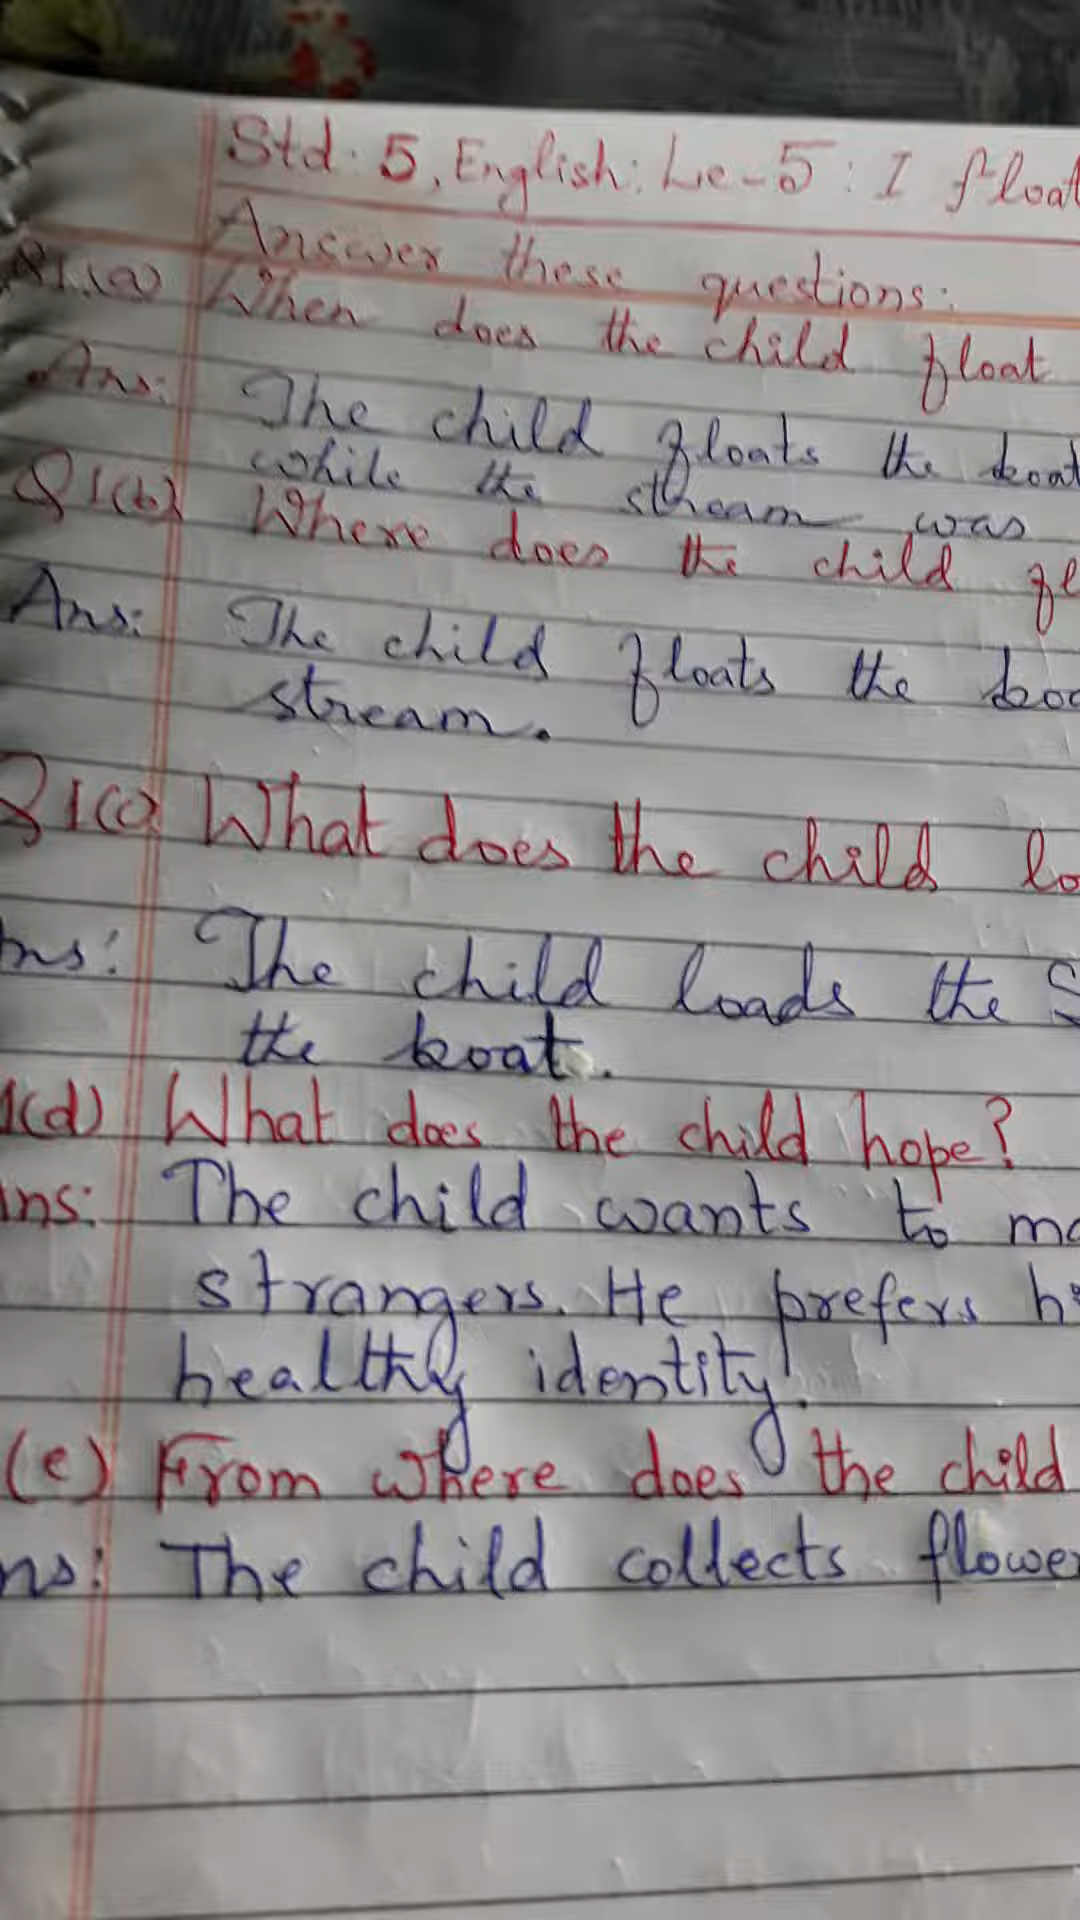 Std: 5, English: Le-5: I float
Answer these questions:
Q1.(a) When does the child float
Ans: The child floats the boat
while the stream was
Q1(b) Where does the child
Ans: The child floats the
stream.
Q1(c) What does the child
Ans: The child loads the
the boat.
1(d) What does the child hope?
Ans: The child wants to
strangers. He prefers
healthy identity.
(e) From where does the child
Ans: The child collects